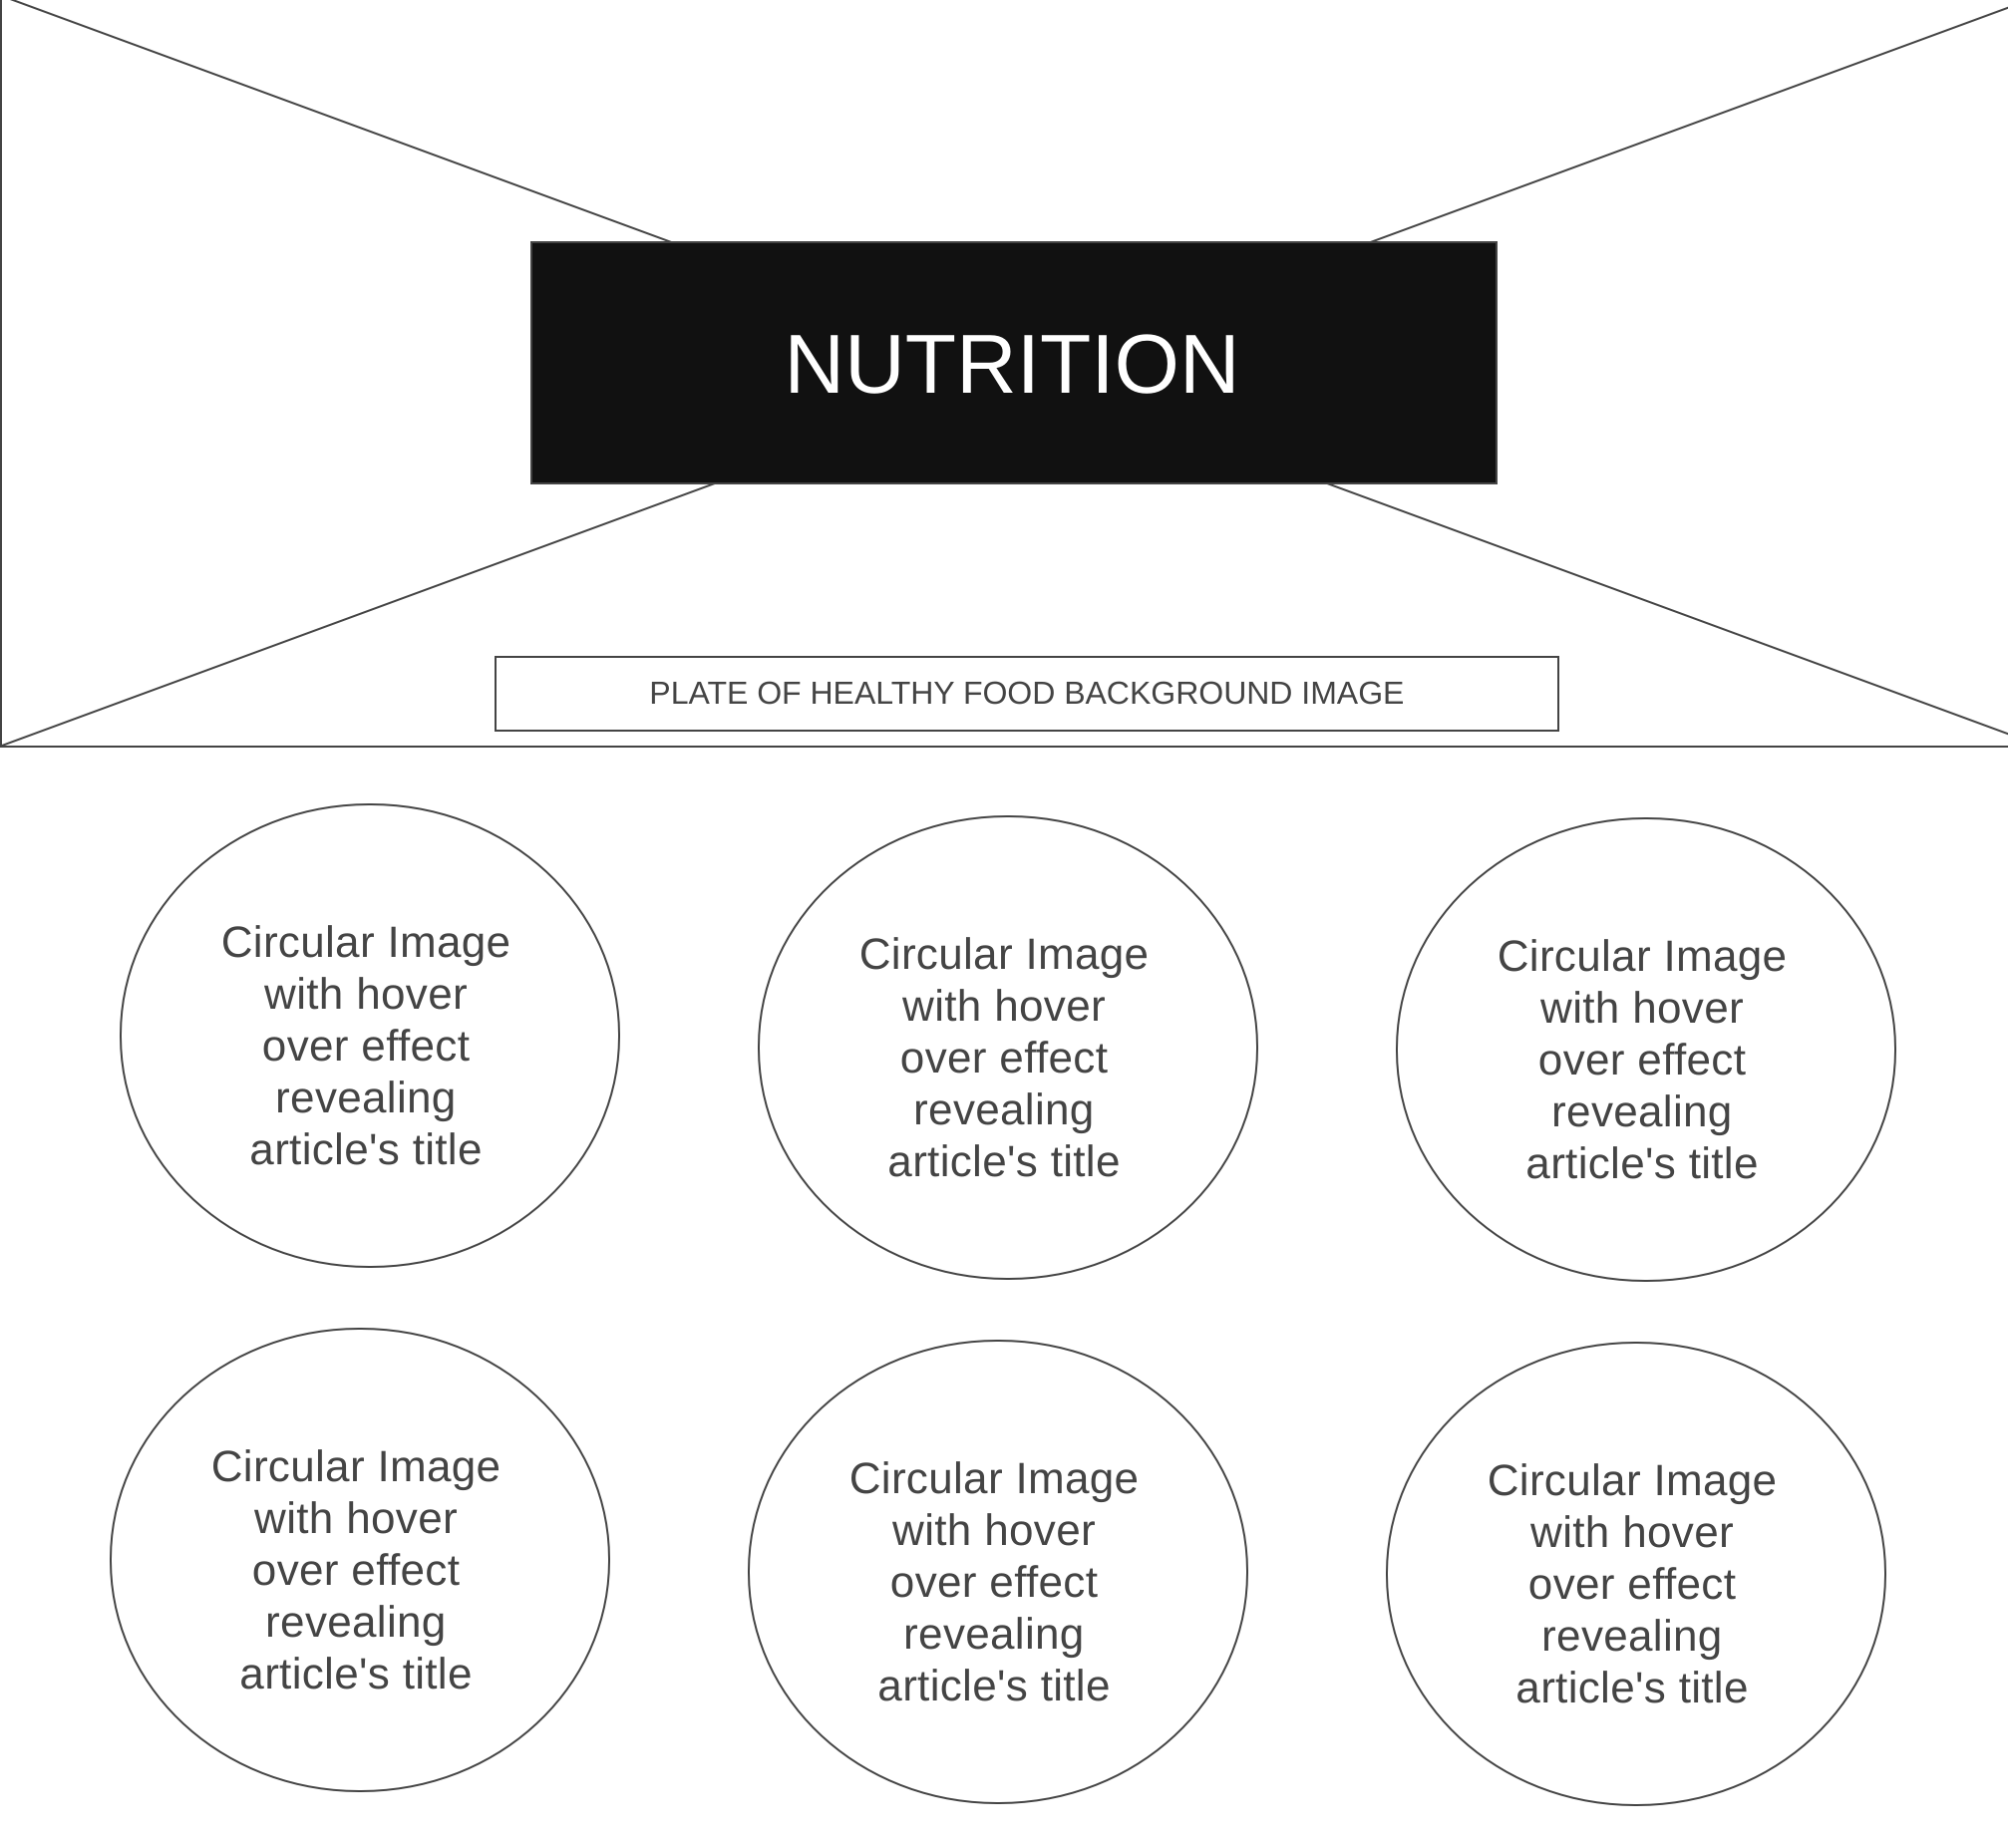 NUTRITION
PLATE OF HEALTHY FOOD BACKGROUND IMAGE
Circular Image
with hover
over effect
revealing
article's title
Circular Image
with hover
over effect
revealing
article's title
Circular Image
with hover
over effect
revealing
article's title
Circular Image
with hover
over effect
revealing
article's title
Circular Image
with hover
over effect
revealing
article's title
Circular Image
with hover
over effect
revealing
article's title